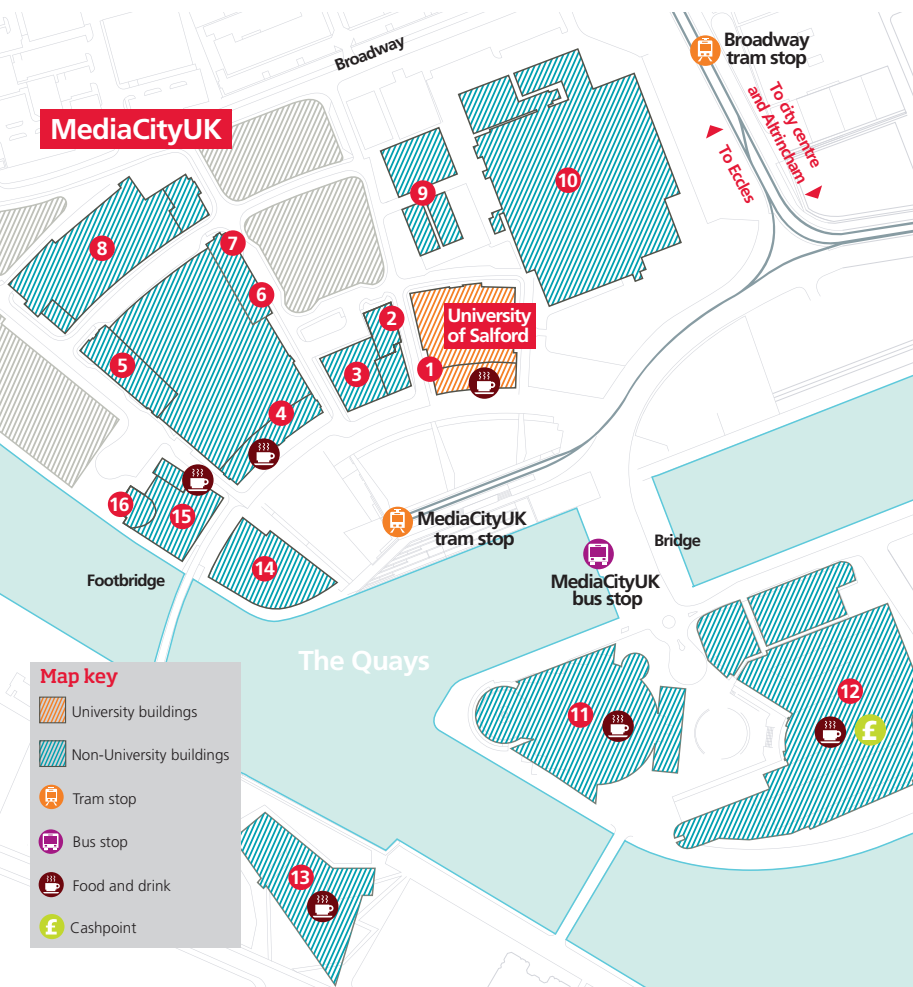 Broadway
Broadway
tram stop
MediaCityUK
To city centre
and Altrincham
To Eccles
10
9
8
7
6
2
University
of Salford
5
3
1
4
16
15
MediaCityUK
tram stop
14
Bridge
Footbridge
MediaCityUK
bus stop
The Quays
Map key
University buildings
Non-University buildings
Tram stop
Bus stop
Food and drink
£ Cashpoint
11
12
£
13